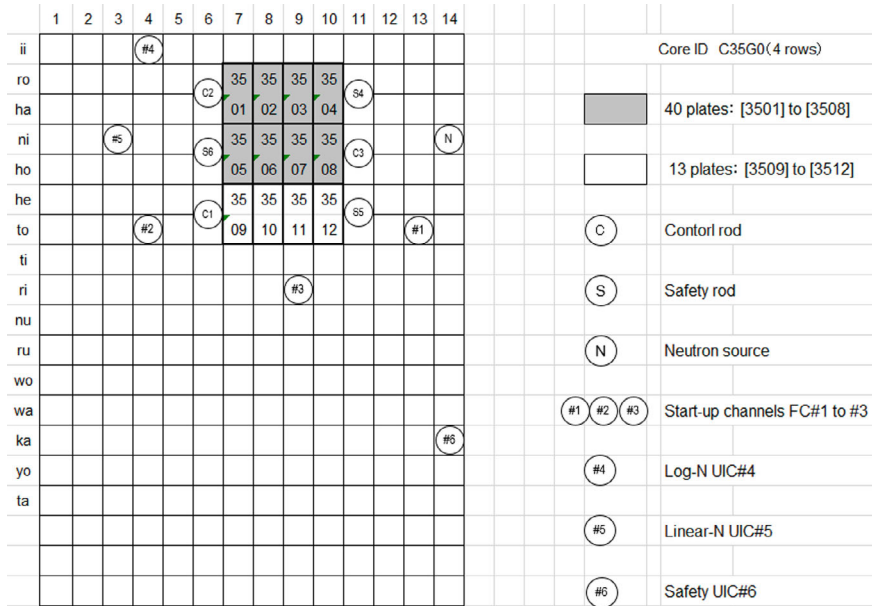 1 2 3 4 5 6 7 8 9 10 11 12 13 14
ii #4 Core ID C35G0(4 rows)
ro 35 35 35 35
C2 S4
ha 01 02 03 04 40 plates: [3501] to [3508]
ni #5 35 35 35 35 N
S6 C3
ho 05 06 07 08 13 plates: [3509] to [3512]
he 35 35 35 35
C1 S5
to #2 09 10 11 12 #1 C Contorl rod
ti
ri #3 S Safety rod
nu
ru N Neutron source
wo
wa #1 #2 #3 Start-up channels FC#1 to #3
ka #6
yo #4 Log-N UIC#4
ta
#5 Linear-N UIC#5
#6 Safety UIC#6